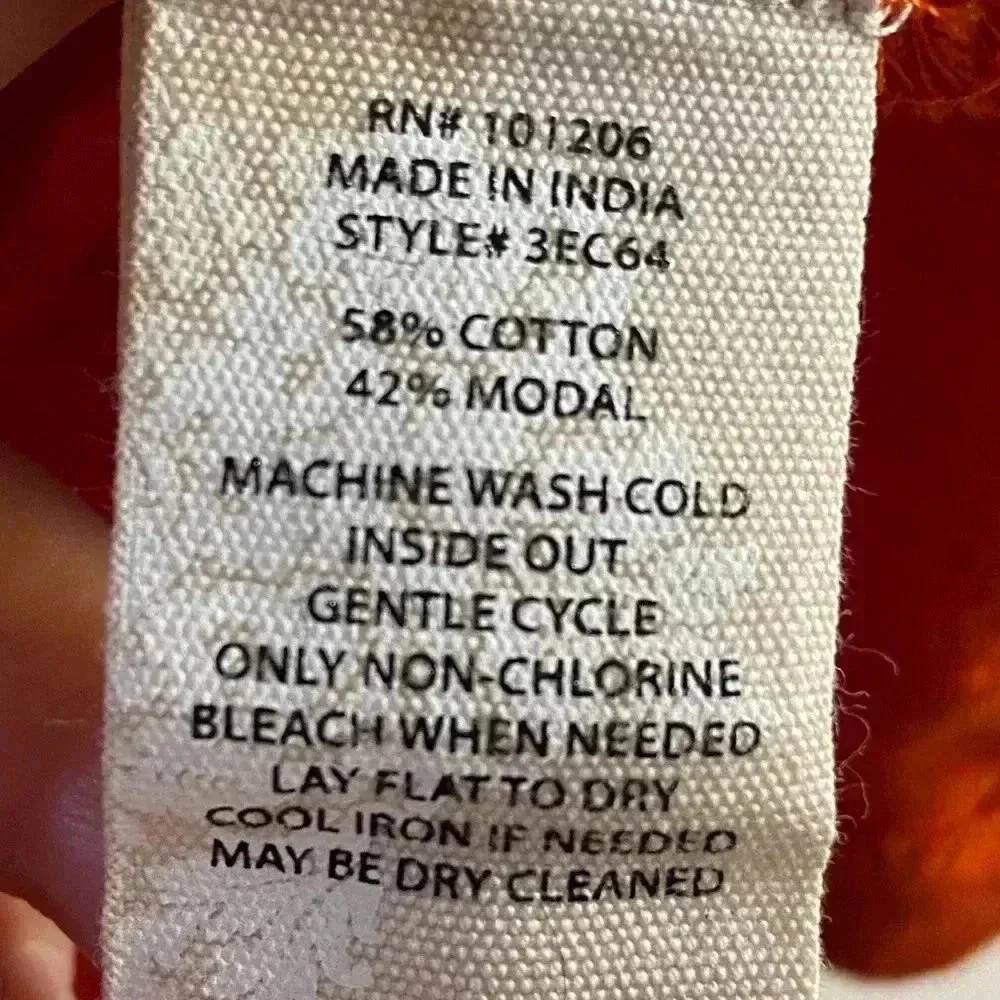 RN# 101206
MADE IN INDIA
STYLE# 3EC64
58% COTTON
42% MODAL
MACHINE WASH COLD
INSIDE OUT
GENTLE CYCLE
ONLY NON-CHLORINE
BLEACH WHEN NEEDED
LAY FLAT TO DRY
COOL IRON IF NEEDED
MAY BE DRY CLEANED